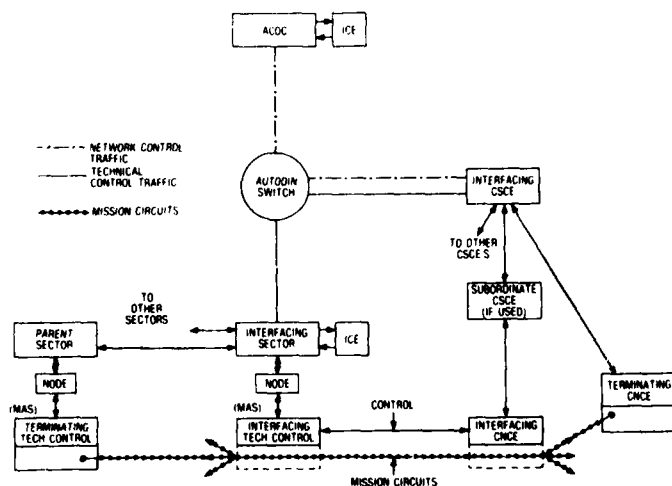 ACOC
ICE
NETWORK CONTROL
TRAFFIC
TECHNICAL
CONTROL TRAFFIC
MISSION CIRCUITS
AUTODIN
SWITCH
INTERFACING
CSCE
TO OTHER
CSCE S
SUBORDINATE
CSCE
(IF USED)
TO
OTHER
SECTORS
PARENT
SECTOR
INTERFACING
SECTOR
ICE
NODE
NODE
(MAS)
TERMINATING
TECH CONTROL
(MAS)
INTERFACING
TECH CONTROL
CONTROL
INTERFACING
CNCE
TERMINATING
CNCE
MISSION CIRCUITS